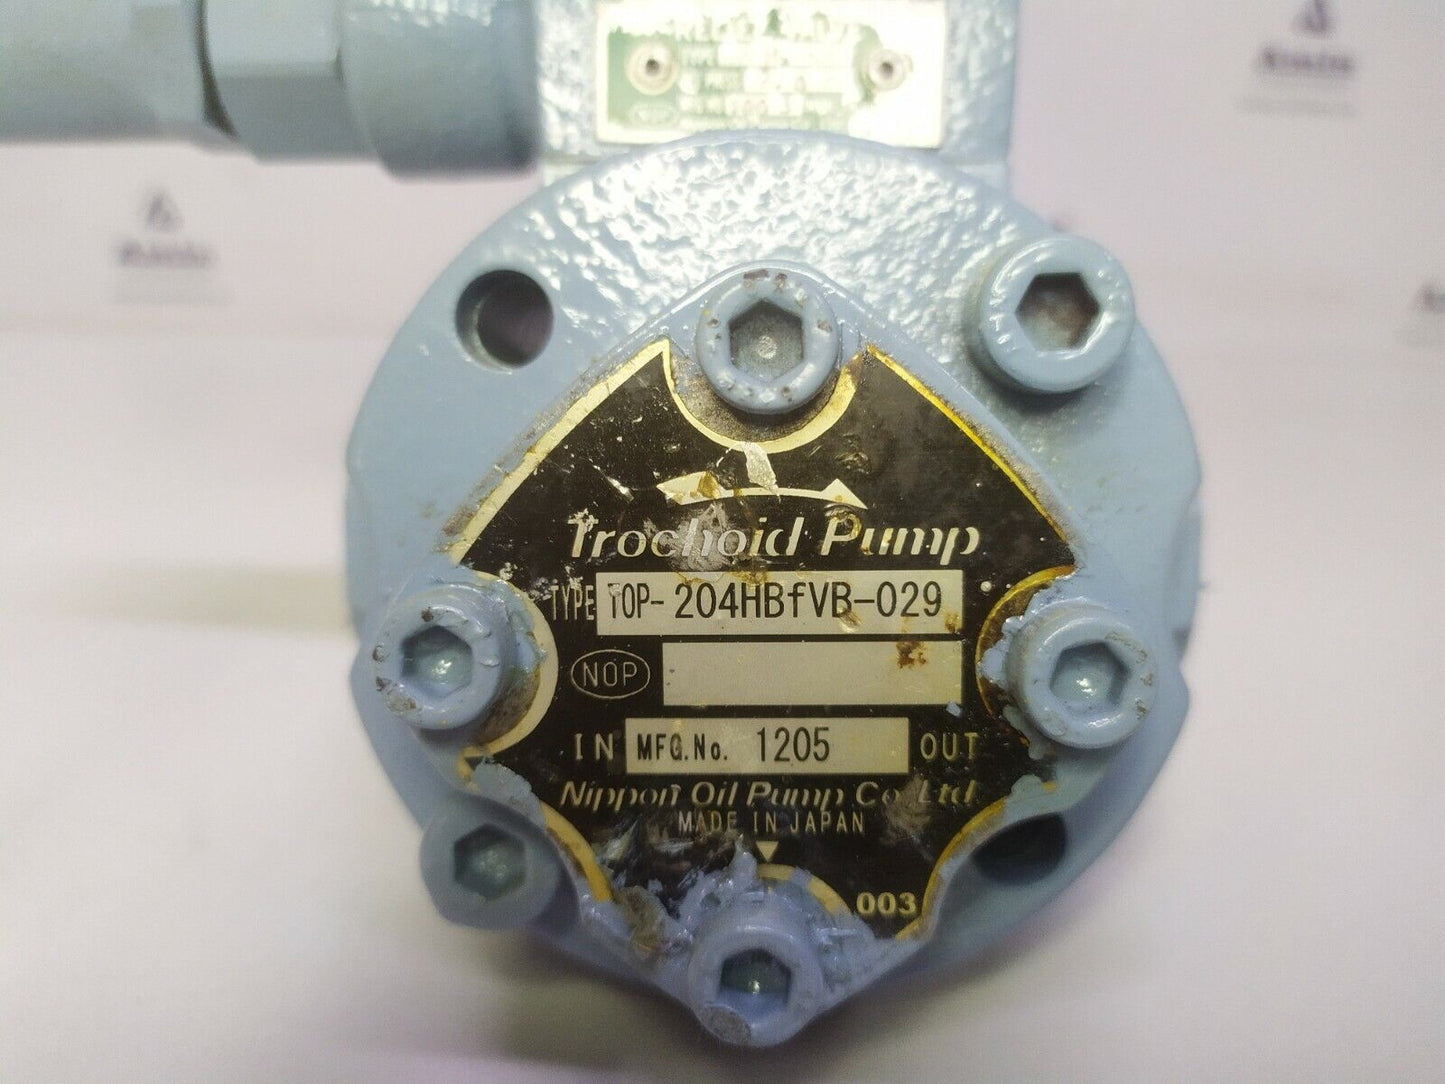 Trochoid Pump
TYPE TOP- 204HBfVB-029
NOP
IN MFG.No. 1205 OUT
Nippon Oil Pump Co. Ltd.
MADE IN JAPAN
003